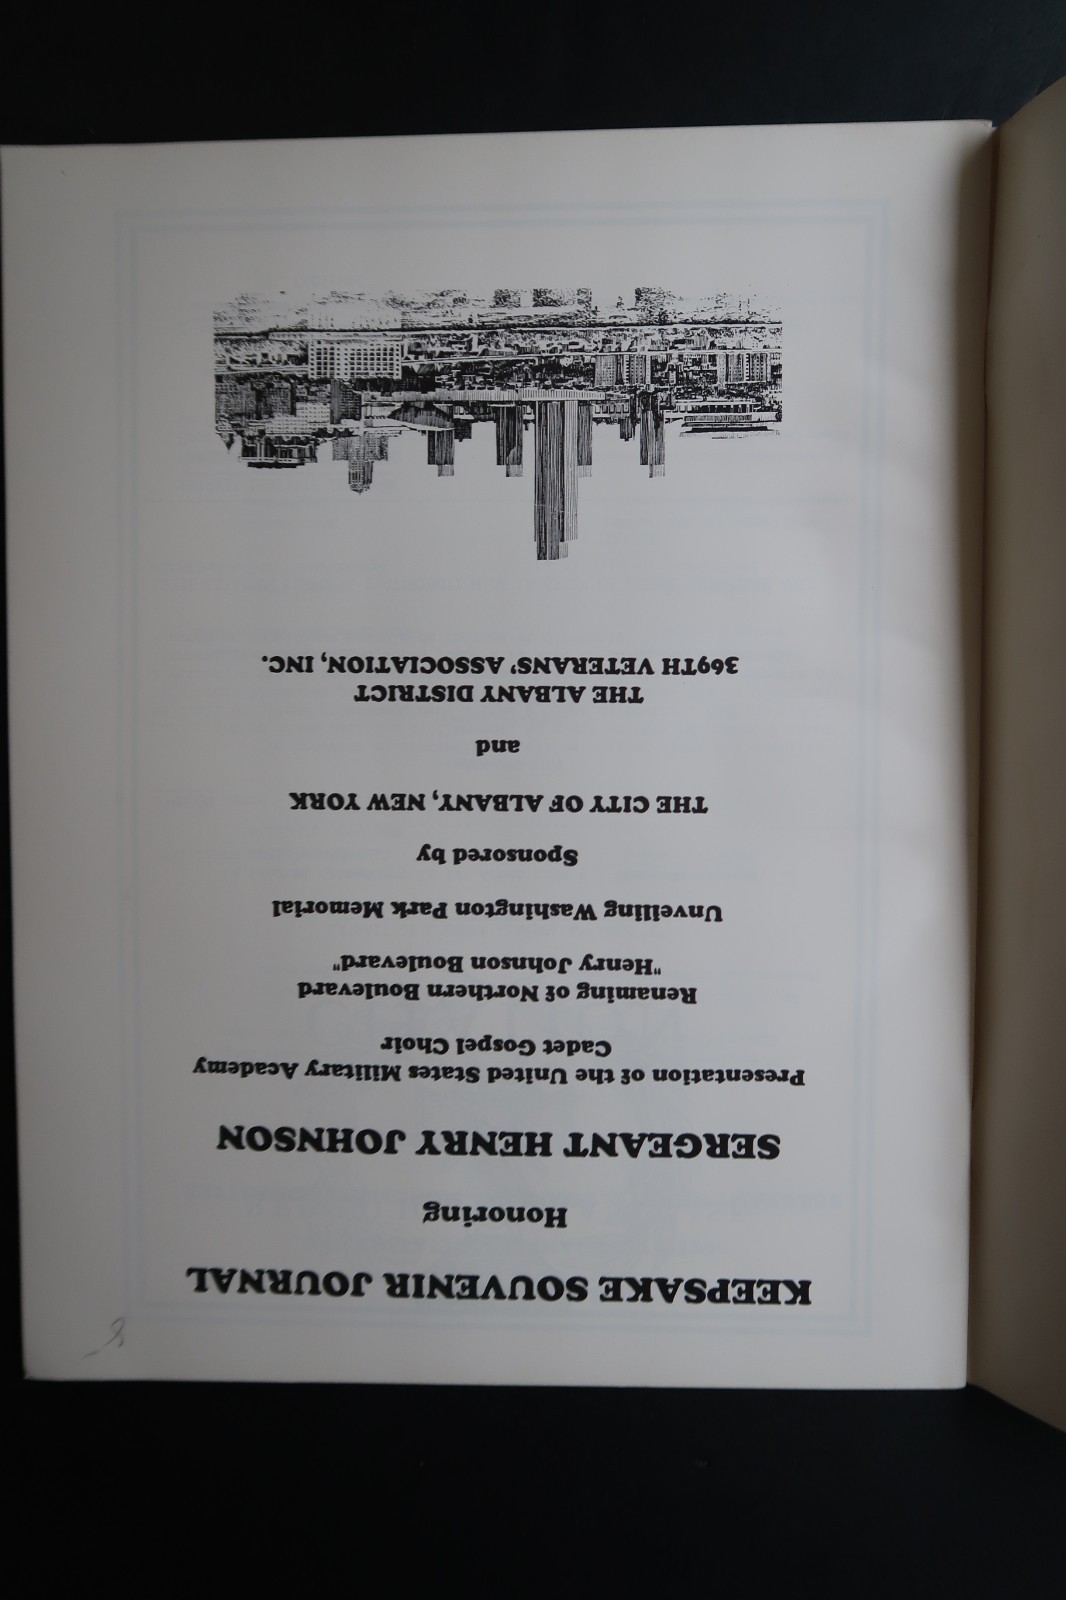 KEEPSAKE SOUVENIR JOURNAL
Honoring
SERGEANT HENRY JOHNSON
Presentation of the United States Military Academy
Cadet Gospel Choir
Renaming of Northern Boulevard
"Henry Johnson Boulevard"
Unveiling Washington Park Memorial
Sponsored by
THE CITY OF ALBANY, NEW YORK
and
THE ALBANY DISTRICT
369TH VETERANS' ASSOCIATION, INC.